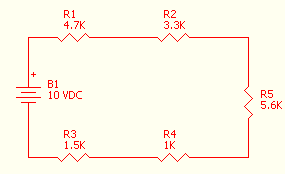 R1
4.7K
R2
3.3K
+
B1
10 VDC
R5
5.6K
R3
1.5K
R4
1K